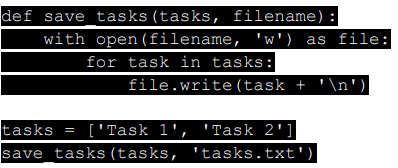 def save_tasks(tasks, filename):
    with open(filename, 'w') as file:
        for task in tasks:
            file.write(task + '\n')

tasks = ['Task 1', 'Task 2']
save_tasks(tasks, 'tasks.txt')